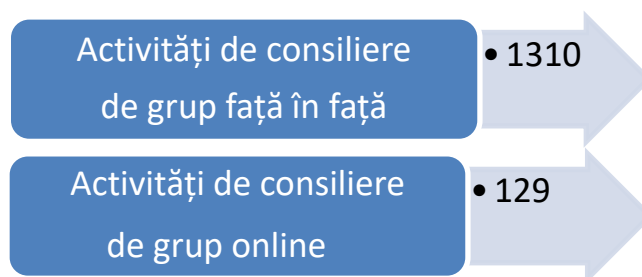 Activități de consiliere
de grup față în față
• 1310
Activități de consiliere
de grup online
• 129